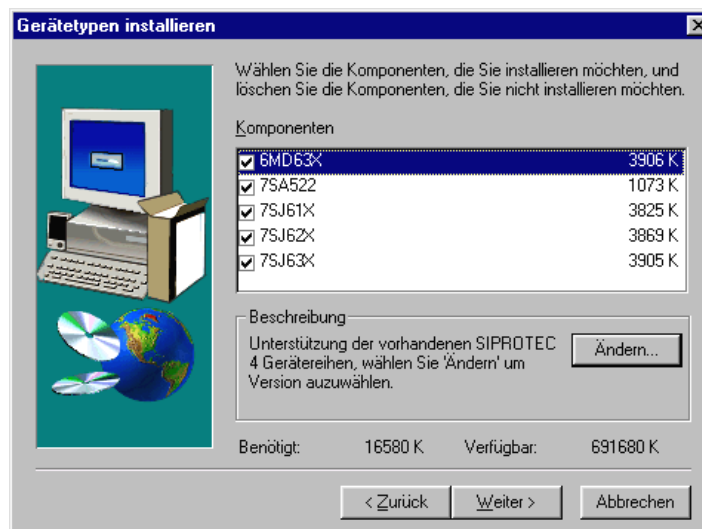 Gerätetypen installieren
Wählen Sie die Komponenten, die Sie installieren möchten, und
löschen Sie die Komponenten, die Sie nicht installieren möchten.
Komponenten
6MD63X 3906 K
7SA522 1073 K
7SJ61X 3825 K
7SJ62X 3869 K
7SJ63X 3905 K
Beschreibung
Unterstützung der vorhandenen SIPROTEC
4 Gerätereihen, wählen Sie 'Ändern' um
Version auzuwählen.
Ändern...
Benötigt: 16580 K Verfügbar: 691680 K
< Zurück Weiter > Abbrechen